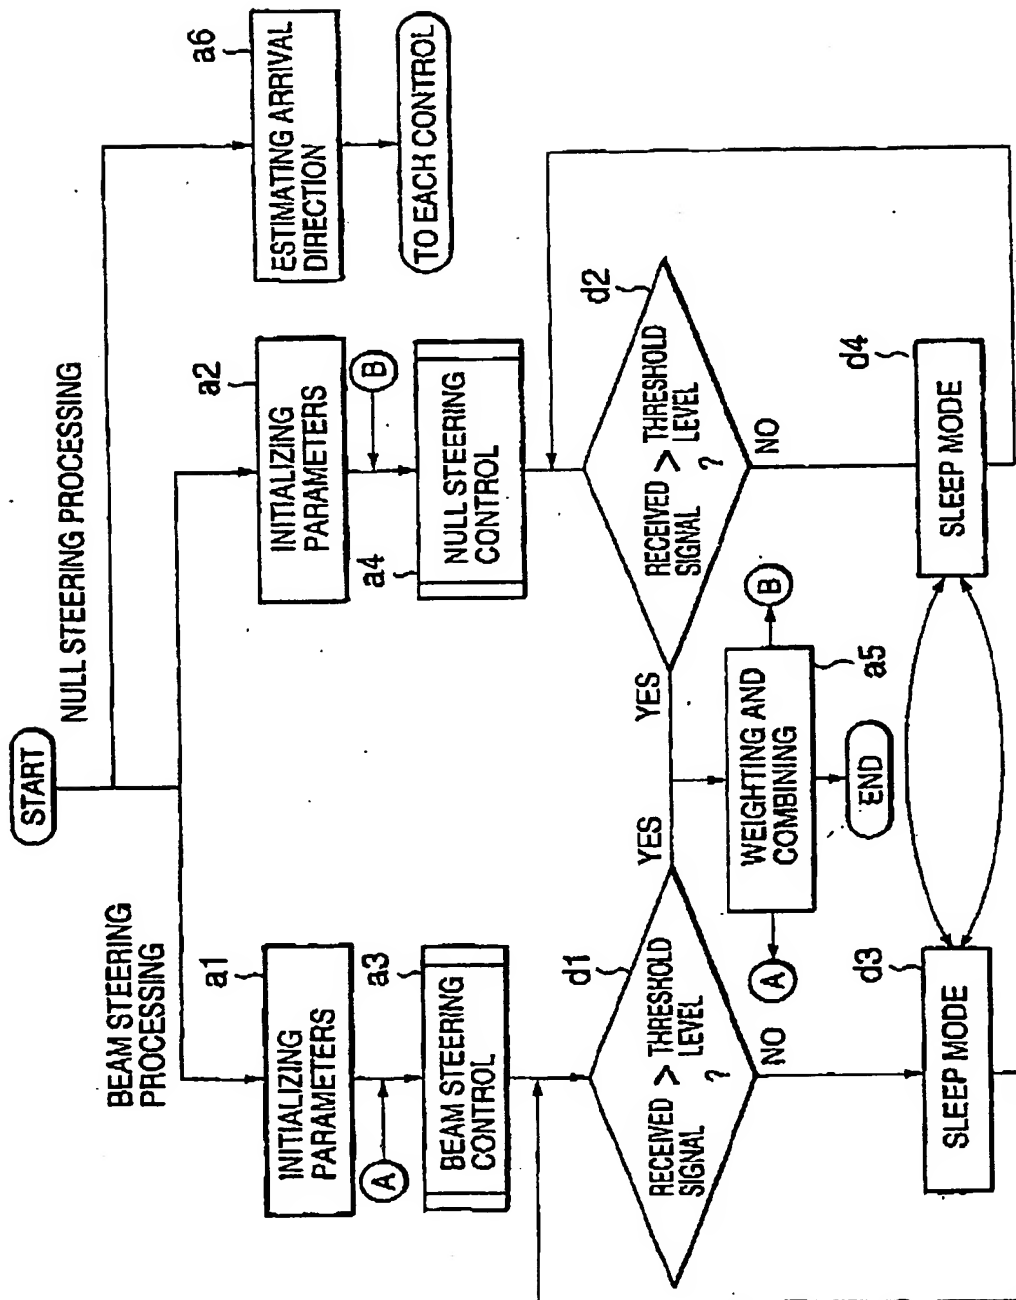 START
BEAM STEERING
PROCESSING
NULL STEERING PROCESSING
a1
INITIALIZING
PARAMETERS
a2
INITIALIZING
PARAMETERS
a6
ESTIMATING ARRIVAL
DIRECTION
A
B
TO EACH CONTROL
a3
BEAM STEERING
CONTROL
a4
NULL STEERING
CONTROL
d1
RECEIVED > THRESHOLD
SIGNAL LEVEL
?
YES
NO
d2
RECEIVED > THRESHOLD
SIGNAL LEVEL
?
YES
NO
A
WEIGHTING AND
COMBINING
B
a5
END
d3
SLEEP MODE
d4
SLEEP MODE